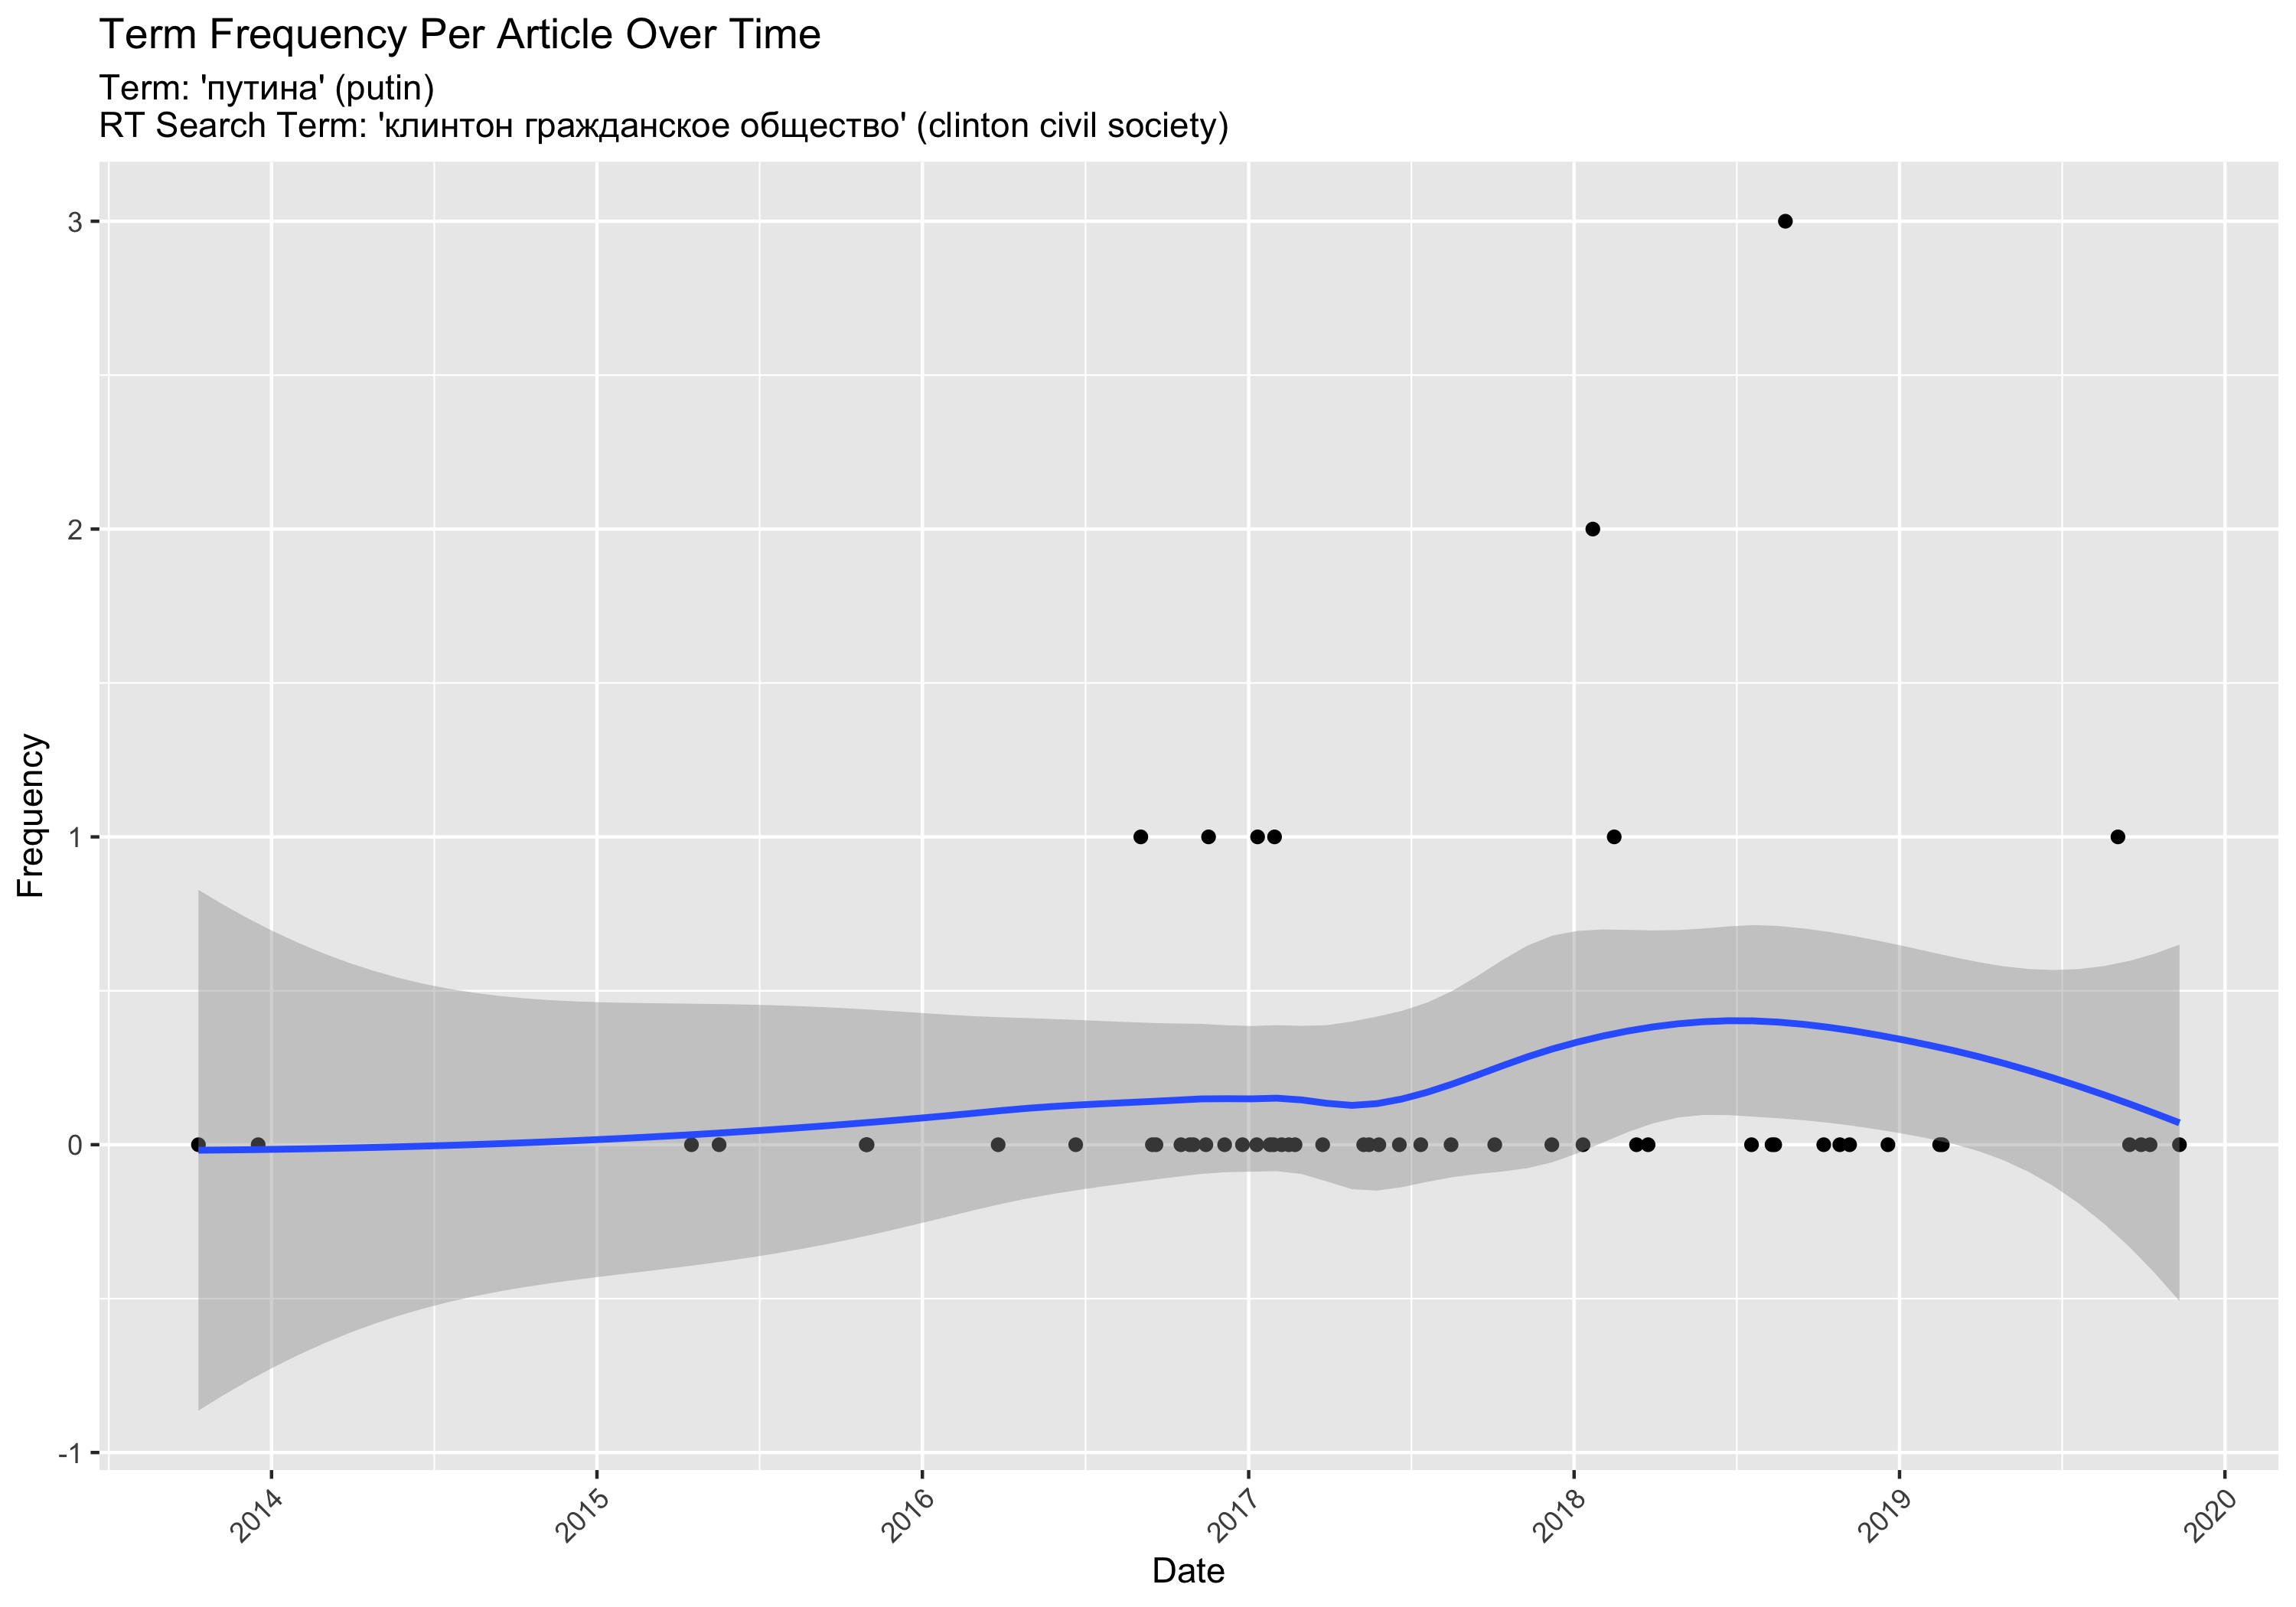 Term Frequency Per Article Over Time
Term: 'путина' (putin)
RT Search Term: 'клинтон гражданское общество' (clinton civil society)
3
2
1
0
-1
Frequency
2014
2015
2016
2017
2018
2019
2020
Date